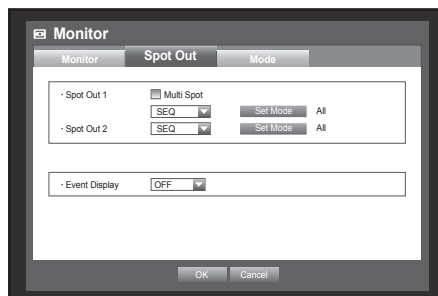 Monitor
Monitor Spot Out Mode
· Spot Out 1 Multi Spot
SEQ Set Mode All
· Spot Out 2 SEQ Set Mode All
· Event Display OFF
OK Cancel